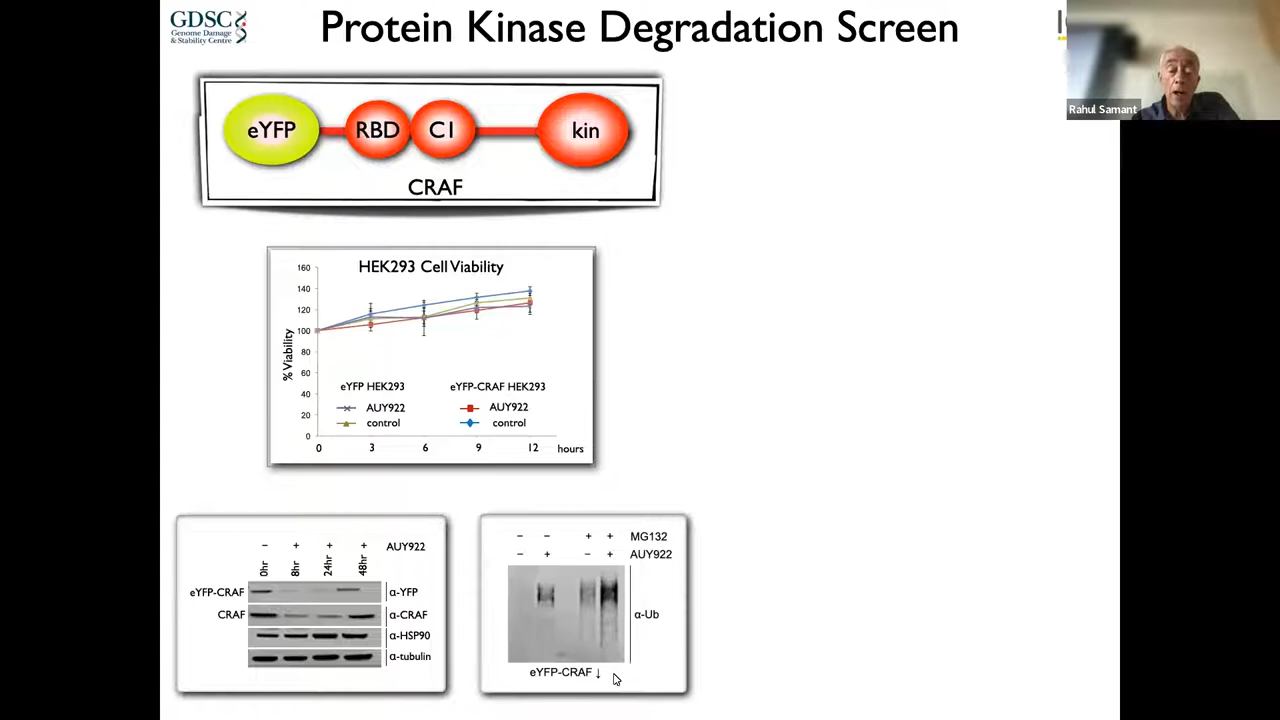 GDSC
Genome Damage
& Stability Centre
Protein Kinase Degradation Screen
Rahul Samant
eYFP
RBD
C1
kin
CRAF
HEK293 Cell Viability
% Viability
160
140
120
100
80
60
40
20
0
eYFP HEK293
eYFP-CRAF HEK293
AUY922
AUY922
control
control
0 3 6 9 12 hours
- + + + AUY922
0hr 8hr 24hr 48hr
eYFP-CRAF α-YFP
CRAF α-CRAF
α-HSP90
α-tubulin
- - + + MG132
- + - + AUY922
α-Ub
eYFP-CRAF ↓